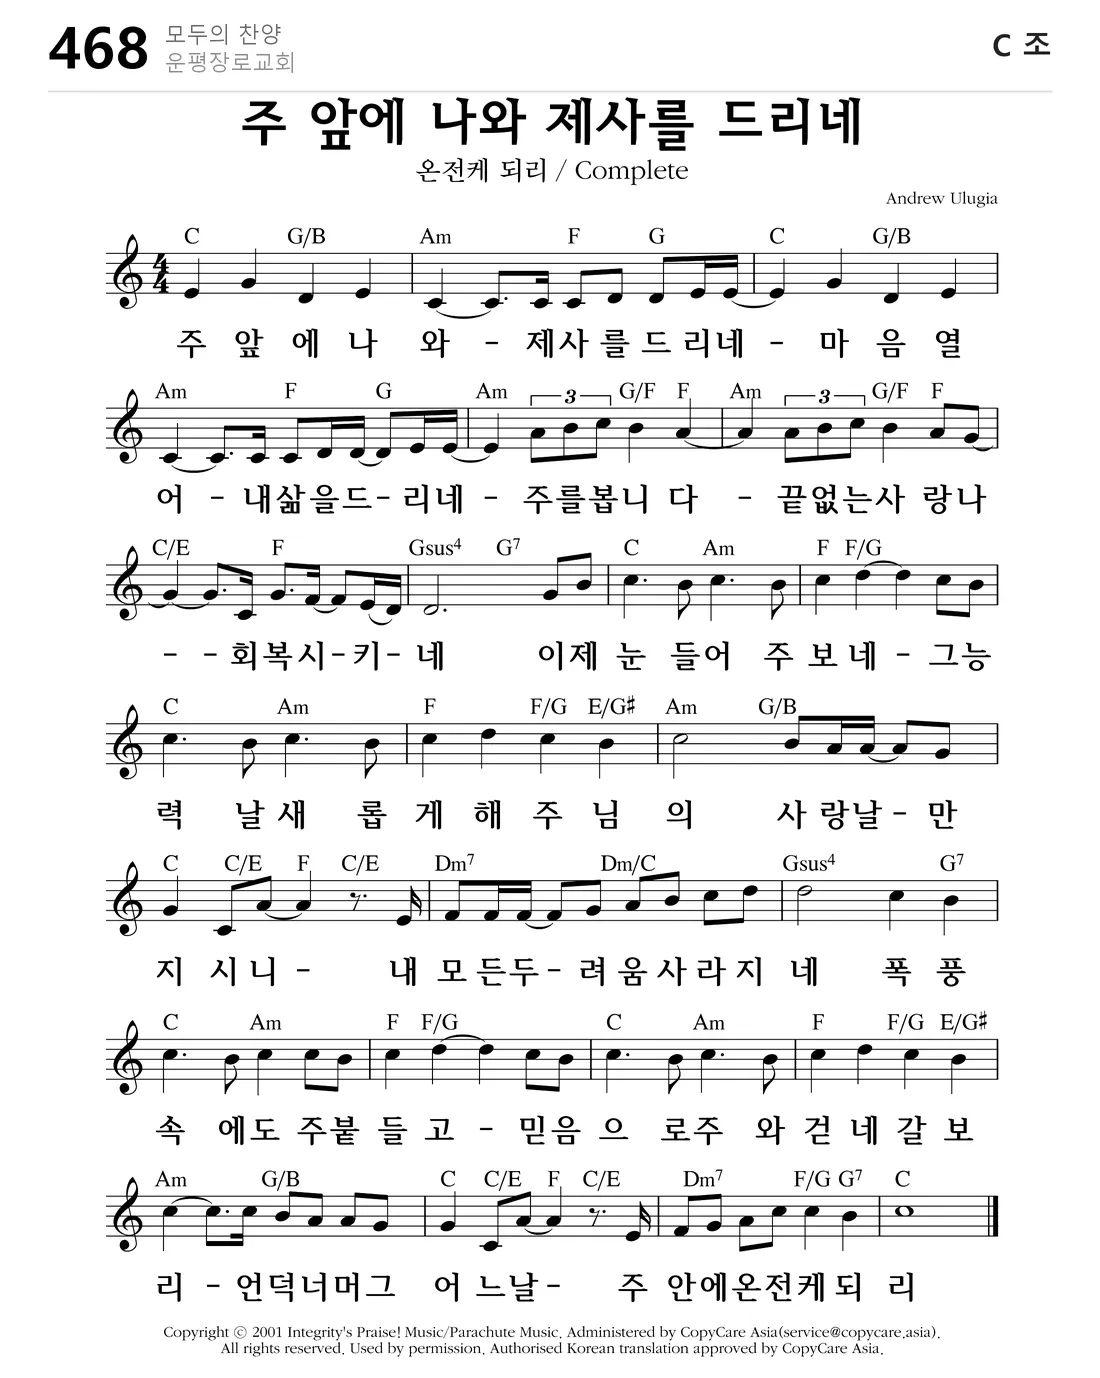 468 모두의 찬양
운평장로교회
C 조
주 앞에 나와 제사를 드리네
온전케 되리 / Complete
Andrew Ulugia
C G/B Am F G C G/B
4
4
주 앞 에 나 와 - 제사 를 드 리네 - 마 음 열
Am F G Am 3 G/F F Am 3 G/F F
어 - 내삶을드- 리네 - 주를봅니 다 - 끝없는사 랑나
C/E F Gsus4 G7 C Am F F/G
- - 회복시-키- 네 이제 눈 들어 주 보 네 - 그능
C Am F F/G E/G♯ Am G/B
력 날 새 롭 게 해 주 님 의 사 랑날 - 만
C C/E F C/E Dm7 Dm/C Gsus4 G7
지 시 니 - 내 모 든두 - 려 움 사 라 지 네 폭 풍
C Am F F/G C Am F F/G E/G♯
속 에도 주붙 들 고 - 믿음 으 로주 와 걷 네 갈 보
Am G/B C C/E F C/E Dm7 F/G G7 C
리 - 언덕너머그 어 느날 - 주 안에온전케되 리
Copyright ⓒ 2001 Integrity's Praise! Music/Parachute Music. Administered by CopyCare Asia(service@copycare.asia).
All rights reserved. Used by permission. Authorised Korean translation approved by CopyCare Asia.